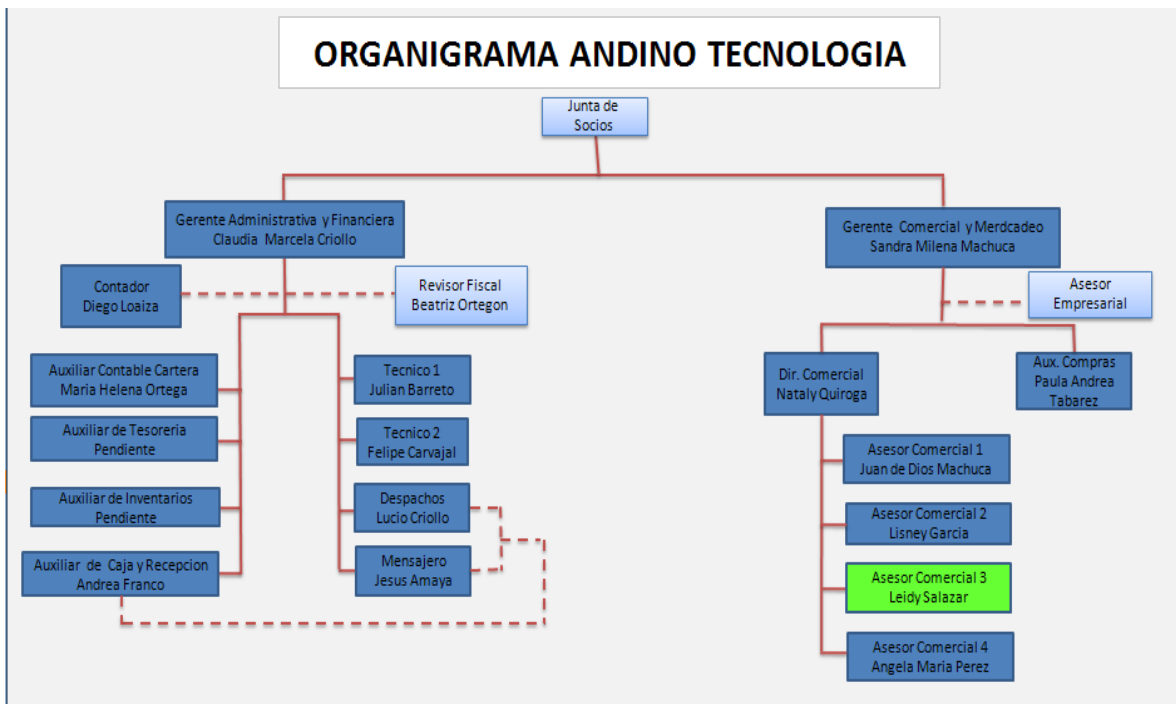 ORGANIGRAMA ANDINO TECNOLOGIA
Junta de
Socios
Gerente Administrativa y Financiera
Claudia Marcela Criollo
Gerente Comercial y Merdcadeo
Sandra Milena Machuca
Contador
Diego Loaiza
Revisor Fiscal
Beatriz Ortegon
Asesor
Empresarial
Auxiliar Contable Cartera
Maria Helena Ortega
Auxiliar de Tesoreria
Pendiente
Auxiliar de Inventarios
Pendiente
Auxiliar de Caja y Recepcion
Andrea Franco
Tecnico 1
Julian Barreto
Tecnico 2
Felipe Carvajal
Despachos
Lucio Criollo
Mensajero
Jesus Amaya
Dir. Comercial
Nataly Quiroga
Aux. Compras
Paula Andrea
Tabarez
Asesor Comercial 1
Juan de Dios Machuca
Asesor Comercial 2
Lisney Garcia
Asesor Comercial 3
Leidy Salazar
Asesor Comercial 4
Angela Maria Perez